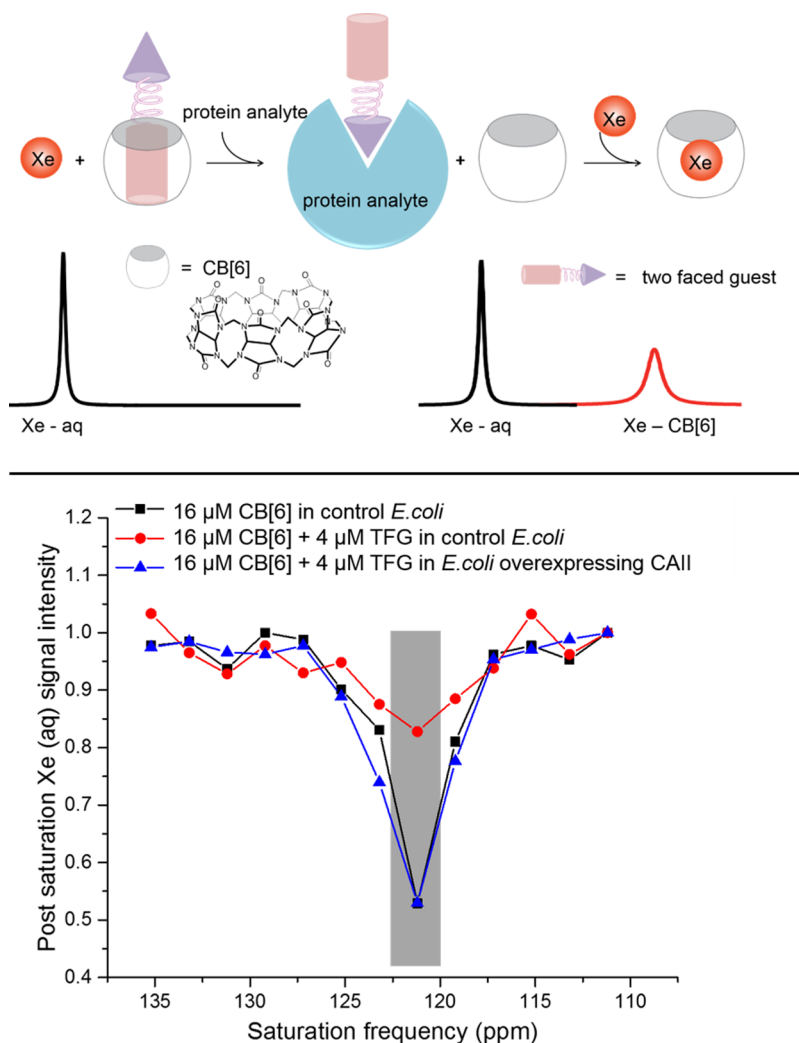 protein analyte
Xe
+
Xe
+
Xe
protein analyte
= CB[6]
= two faced guest
O
O
O
O
O
O
O
O
N
N
N
N
N
N
N
N
N
N
N
N
Xe - aq
Xe - aq
Xe – CB[6]
16 µM CB[6] in control E.coli
16 µM CB[6] + 4 µM TFG in control E.coli
16 µM CB[6] + 4 µM TFG in E.coli overexpressing CAII
Post saturation Xe (aq) signal intensity
1.2
1.1
1.0
0.9
0.8
0.7
0.6
0.5
0.4
135
130
125
120
115
110
Saturation frequency (ppm)